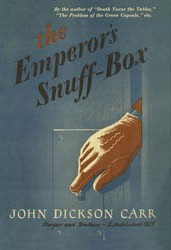 By the author of "Death Turns the Tables,"
"The Problem of the Green Capsule," etc.
the
Emperor's
Snuff-Box
JOHN DICKSON CARR
Harper and Brothers - Established 1817